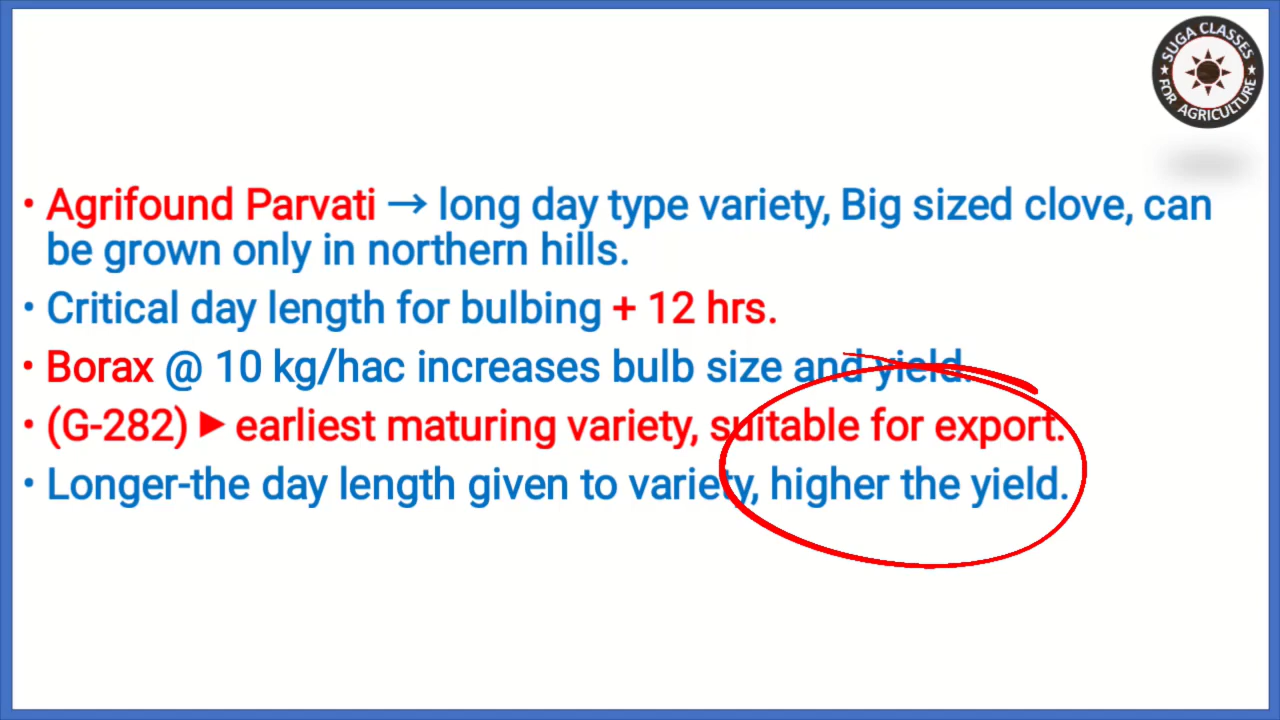 SUGA CLASSES
FOR AGRICULTURE
• Agrifound Parvati → long day type variety, Big sized clove, can
be grown only in northern hills.
• Critical day length for bulbing + 12 hrs.
• Borax @ 10 kg/hac increases bulb size and yield.
• (G-282) ► earliest maturing variety, suitable for export.
• Longer-the day length given to variety, higher the yield.